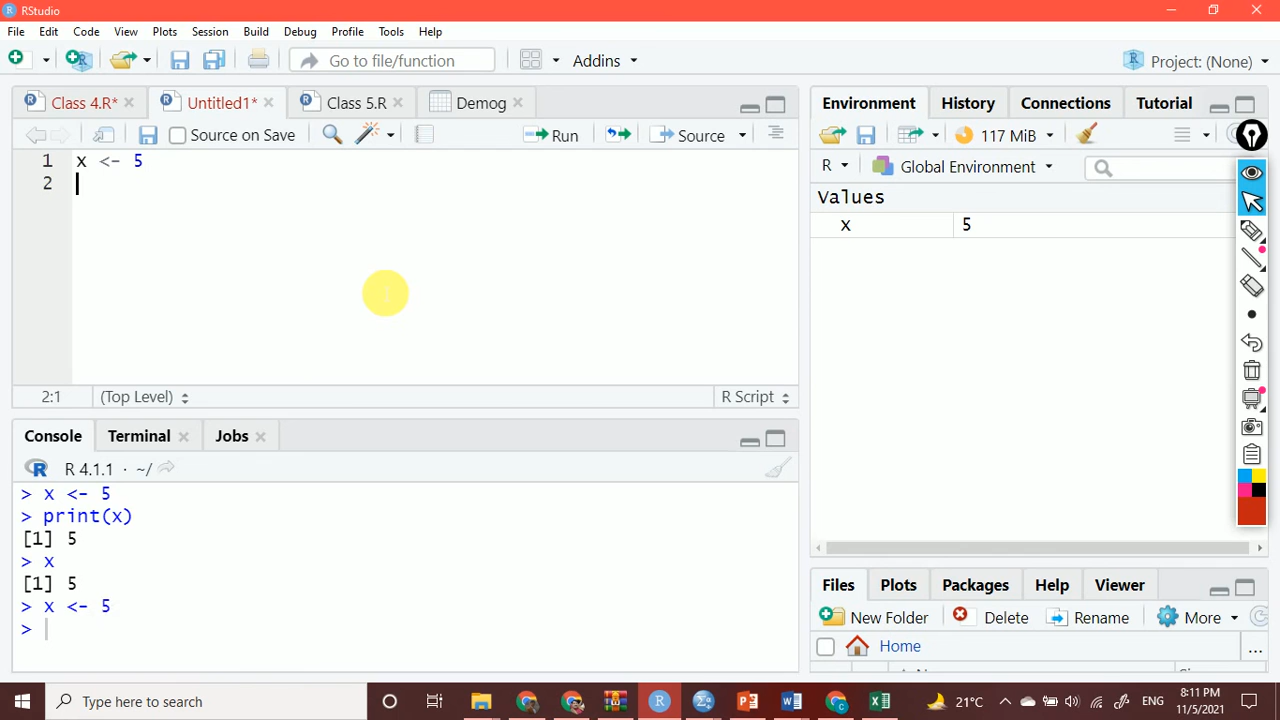 RStudio
File Edit Code View Plots Session Build Debug Profile Tools Help
Go to file/function Addins Project: (None)
Class 4.R* Untitled1* Class 5.R Demog
Source on Save Run Source
1 x <- 5
2
2:1 (Top Level) R Script
Console Terminal Jobs
R 4.1.1 · ~/
> x <- 5
> print(x)
[1] 5
> x
[1] 5
> x <- 5
>
Environment History Connections Tutorial
117 MiB
R Global Environment
Values
x 5
Files Plots Packages Help Viewer
New Folder Delete Rename More
Home ...
Type here to search
21°C ENG 8:11 PM
11/5/2021